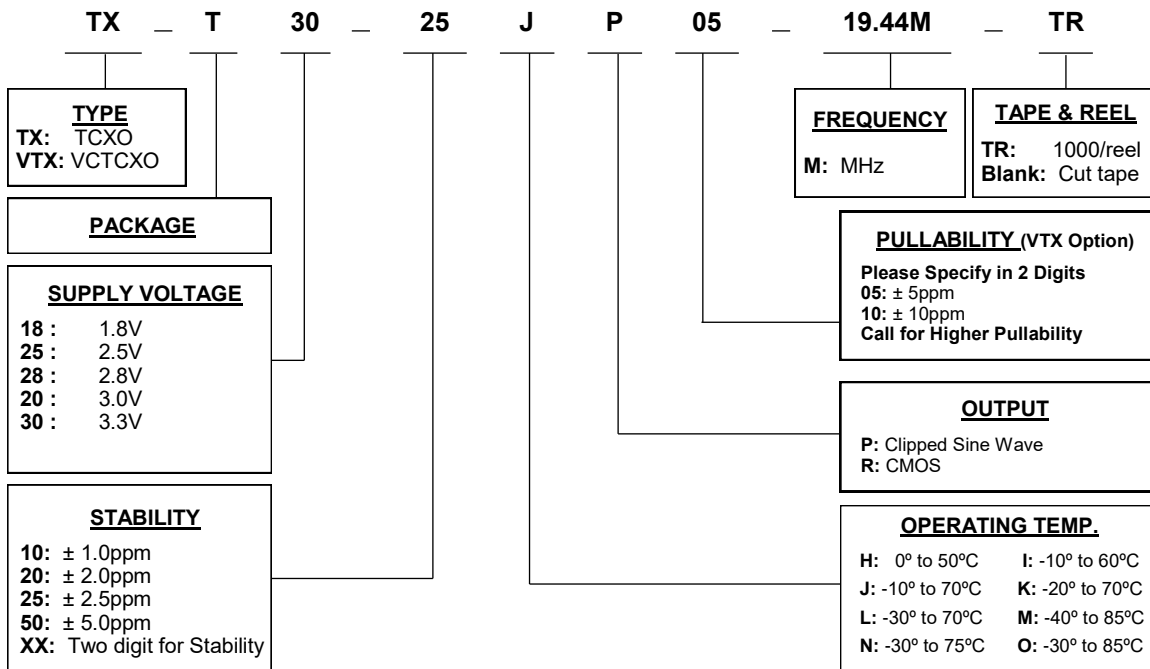 TX _ T 30 _ 25 J P 05 _ 19.44M _ TR
TYPE
TX: TCXO
VTX: VCTCXO
PACKAGE
SUPPLY VOLTAGE
18 : 1.8V
25 : 2.5V
28 : 2.8V
20 : 3.0V
30 : 3.3V
STABILITY
10: ± 1.0ppm
20: ± 2.0ppm
25: ± 2.5ppm
50: ± 5.0ppm
XX: Two digit for Stability
FREQUENCY
M: MHz
TAPE & REEL
TR: 1000/reel
Blank: Cut tape
PULLABILITY (VTX Option)
Please Specify in 2 Digits
05: ± 5ppm
10: ± 10ppm
Call for Higher Pullability
OUTPUT
P: Clipped Sine Wave
R: CMOS
OPERATING TEMP.
H: 0º to 50ºC I: -10º to 60ºC
J: -10º to 70ºC K: -20º to 70ºC
L: -30º to 70ºC M: -40º to 85ºC
N: -30º to 75ºC O: -30º to 85ºC